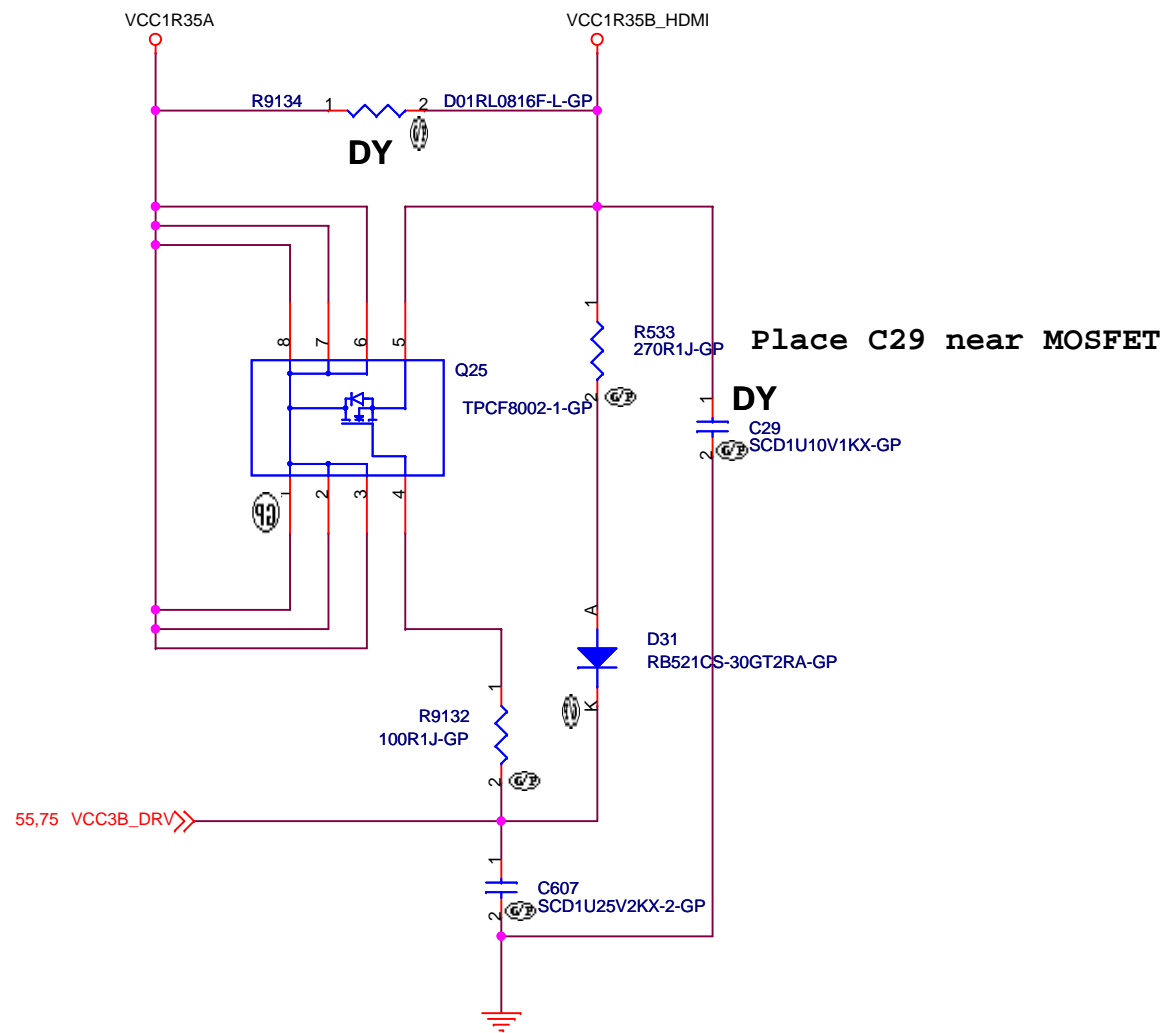 VCC1R35A
VCC1R35B_HDMI
R9134
1
2
D01RL0816F-L-GP
G/P
DY
8
7
6
5
Q25
TPCF8002-1-GP
1
R533
270R1J-GP
2
G/P
Place C29 near MOSFET
DY
1
C29
SCD1U10V1KX-GP
2
G/P
1
2
3
4
GP
A
D31
RB521CS-30GT2RA-GP
K
1
R9132
100R1J-GP
2
G/P
55,75 VCC3B_DRV
1
C607
SCD1U25V2KX-2-GP
2
G/P